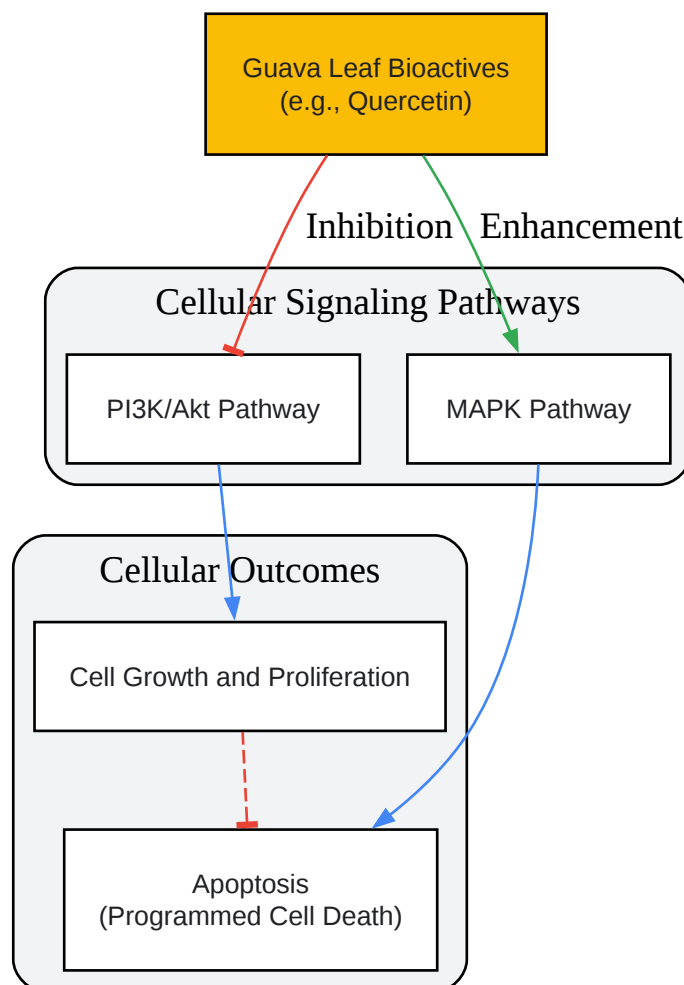 Guava Leaf Bioactives
(e.g., Quercetin)
Inhibition
Enhancement
Cellular Signaling Pathways
PI3K/Akt Pathway
MAPK Pathway
Cellular Outcomes
Cell Growth and Proliferation
Apoptosis
(Programmed Cell Death)